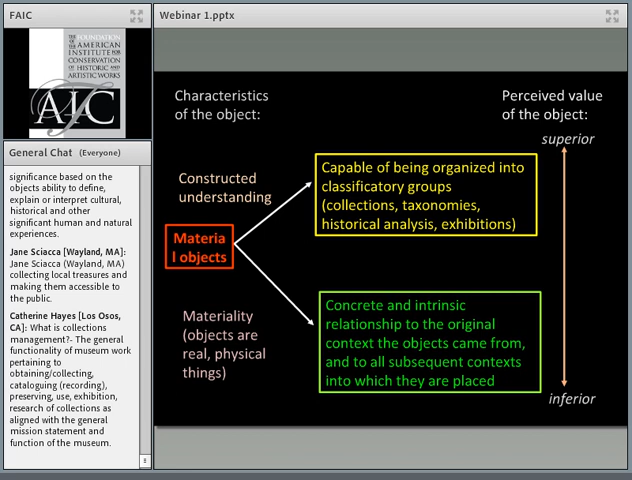 FAIC
THE FOUNDATION
OF THE AMERICAN
INSTITUTE FOR
CONSERVATION
OF HISTORIC AND
ARTISTIC WORKS
AIC
General Chat (Everyone)
significance based on the
objects ability to define,
explain or interpret cultural,
historical and other
significant human and natural
experiences.
Jane Sciacca [Wayland, MA]:
Jane Sciacca (Wayland, MA)
collecting local treasures and
making them accessible to
the public.
Catherine Hayes [Los Osos,
CA]: What is collections
management?- The general
functionality of museum work
pertaining to
obtaining/collecting,
cataloguing (recording),
preserving, use, exhibition,
research of collections as
aligned with the general
mission statement and
function of the museum.
Webinar 1.pptx
Characteristics
of the object:
Perceived value
of the object:
superior
Constructed
understanding
Capable of being organized into
classificatory groups
(collections, taxonomies,
historical analysis, exhibitions)
Materia
l objects
Materiality
(objects are
real, physical
things)
Concrete and intrinsic
relationship to the original
context the objects came from,
and to all subsequent contexts
into which they are placed
inferior